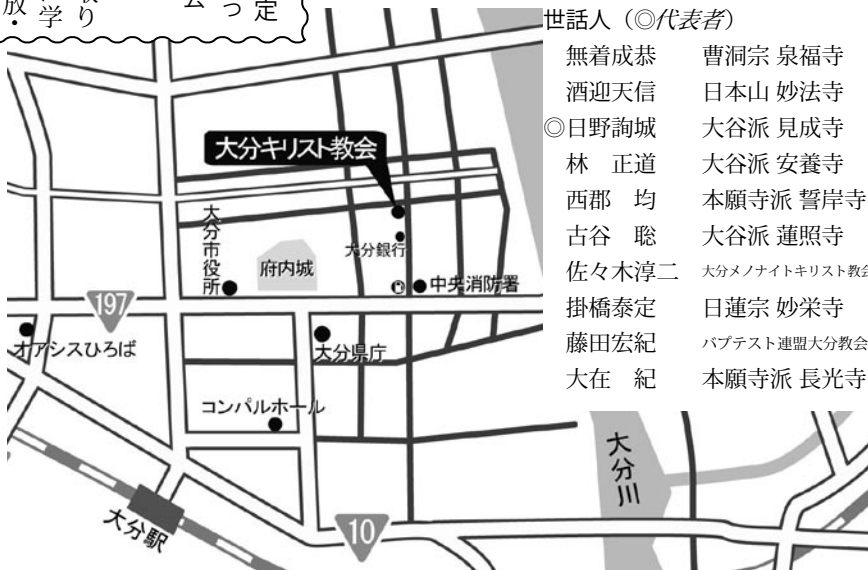 定
っ
ム
り
放・学
世話人（◎代表者）
無着成恭 曹洞宗 泉福寺
酒迎天信 日本山 妙法寺
◎日野詢城 大谷派 見成寺
林 正道 大谷派 安養寺
西郡 均 本願寺派 誓岸寺
古谷 聡 大谷派 蓮照寺
佐々木淳二 大分メノナイトキリスト教会
掛橋泰定 日蓮宗 妙栄寺
藤田宏紀 バプテスト連盟大分教会
大在 紀 本願寺派 長光寺
大分キリスト教会
大分市役所
府内城
大分銀行
中央消防署
197
オアシスひろば
大分県庁
コンパルホール
大分川
大分駅
10